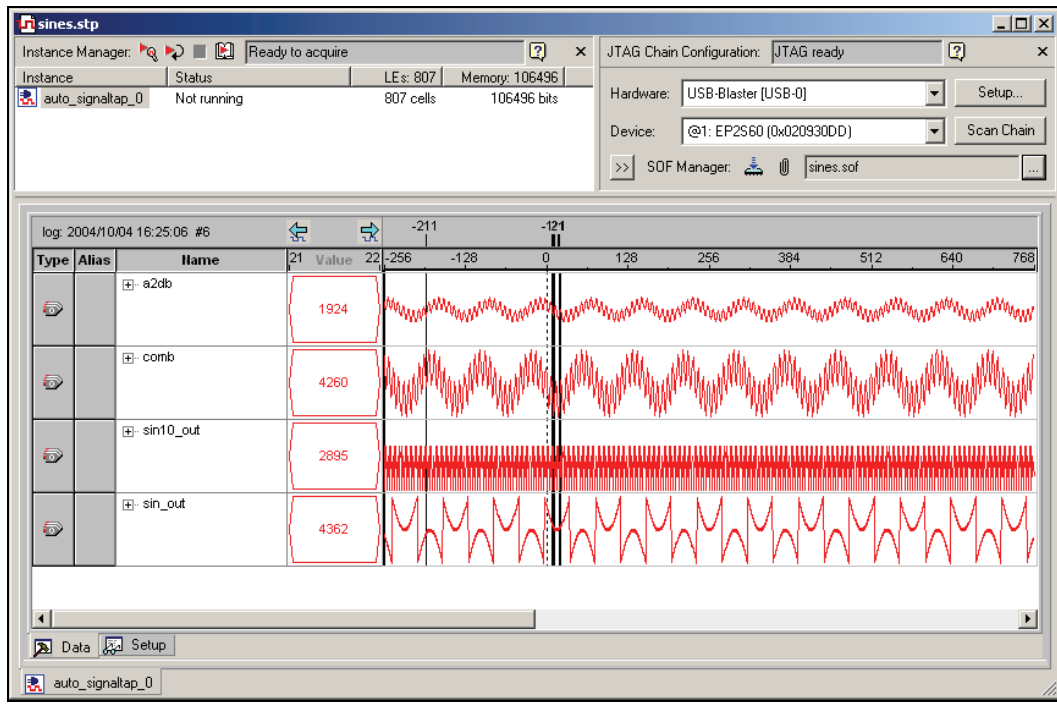 sines.stp
Instance Manager: Ready to acquire
Instance Status LEs: 807 Memory: 106496
auto_signaltap_0 Not running 807 cells 106496 bits
JTAG Chain Configuration: JTAG ready
Hardware: USB-Blaster [USB-0] Setup...
Device: @1: EP2S60 (0x020930DD) Scan Chain
>> SOF Manager: sines.sof ...
log: 2004/10/04 16:25:06 #6 -211
Type Alias Name 21 Value 22 -256 -128 0 128 256 384 512 640 768
a2db 1924
comb 4260
sin10_out 2895
sin_out 4362
Data Setup
auto_signaltap_0